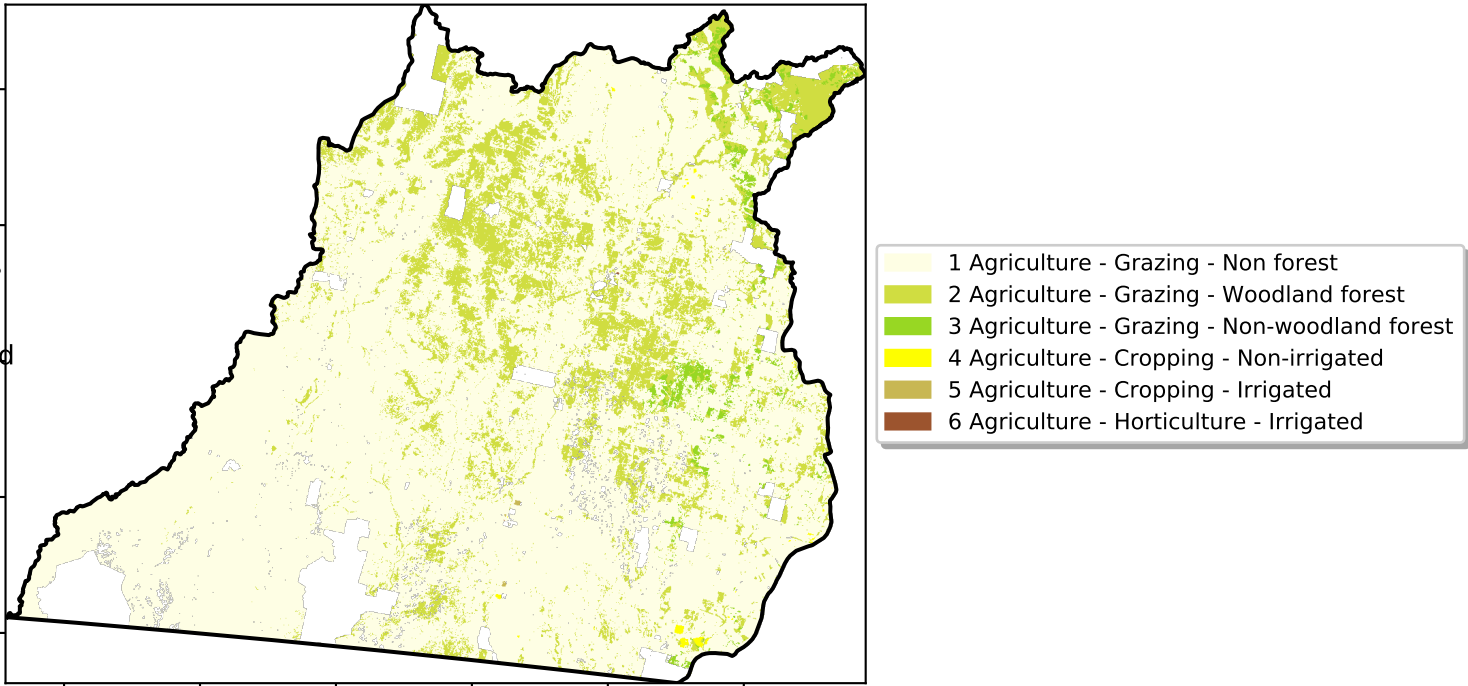 d
1 Agriculture - Grazing - Non forest
2 Agriculture - Grazing - Woodland forest
3 Agriculture - Grazing - Non-woodland forest
4 Agriculture - Cropping - Non-irrigated
5 Agriculture - Cropping - Irrigated
6 Agriculture - Horticulture - Irrigated